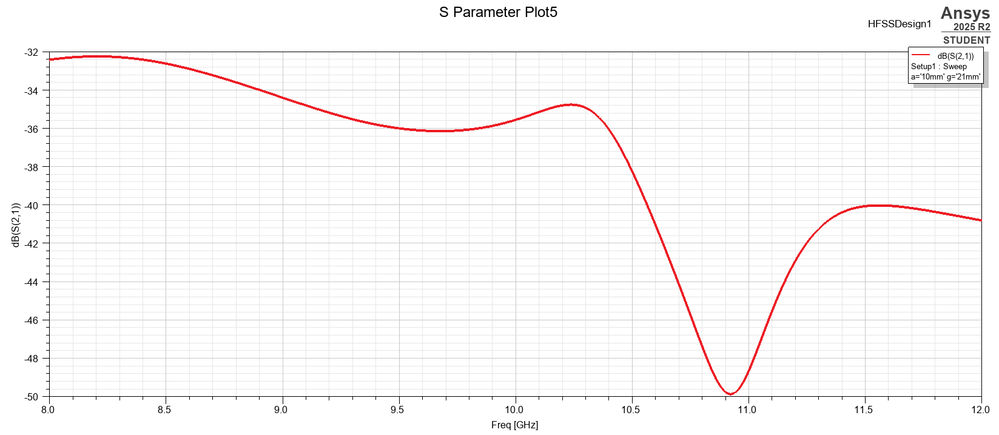 S Parameter Plot5
HFSSDesign1
Ansys
2025 R2
STUDENT
dB(S(2,1))
Setup1 : Sweep
a='10mm' g='21mm'
dB(S(2,1))
-32
-34
-36
-38
-40
-42
-44
-46
-48
-50
8.0 8.5 9.0 9.5 10.0 10.5 11.0 11.5 12.0
Freq [GHz]